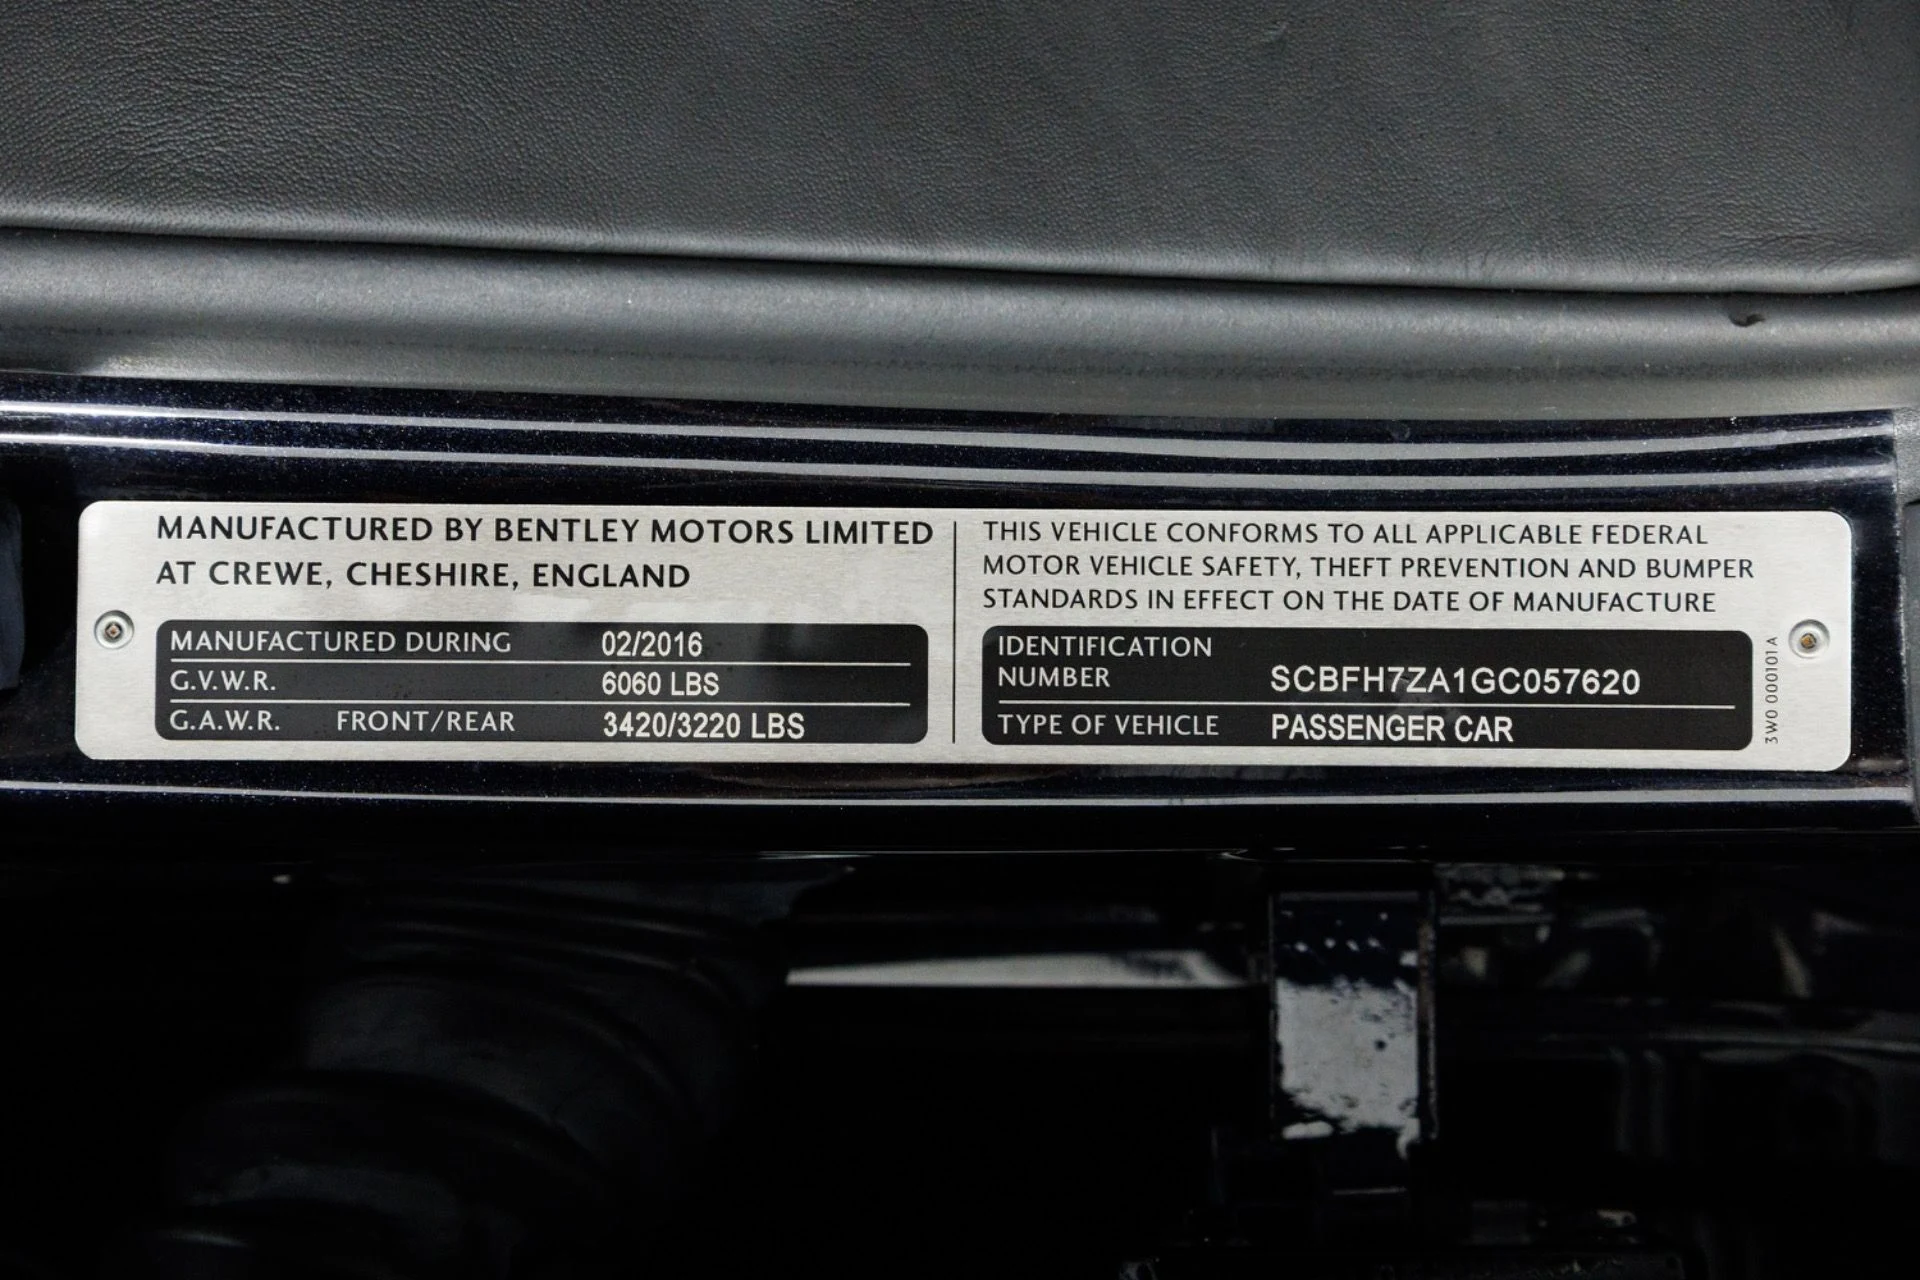 MANUFACTURED BY BENTLEY MOTORS LIMITED
AT CREWE, CHESHIRE, ENGLAND
MANUFACTURED DURING 02/2016
G.V.W.R. 6060 LBS
G.A.W.R. FRONT/REAR 3420/3220 LBS
THIS VEHICLE CONFORMS TO ALL APPLICABLE FEDERAL
MOTOR VEHICLE SAFETY, THEFT PREVENTION AND BUMPER
STANDARDS IN EFFECT ON THE DATE OF MANUFACTURE
IDENTIFICATION
NUMBER SCBFH7ZA1GC057620
TYPE OF VEHICLE PASSENGER CAR
3W0 000101 A